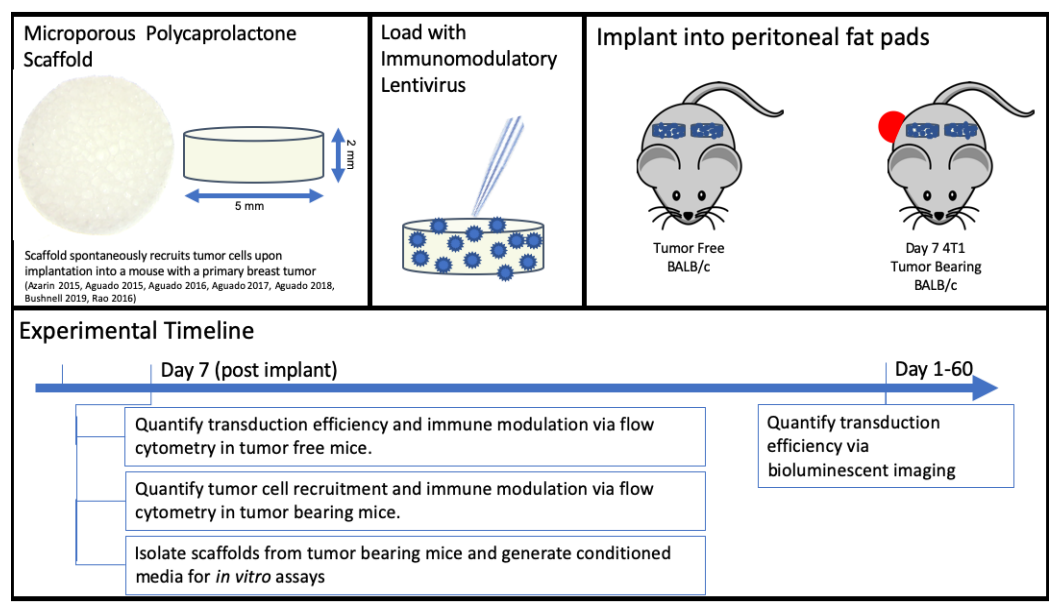 Microporous Polycaprolactone
Scaffold
2 mm
5 mm
Scaffold spontaneously recruits tumor cells upon
implantation into a mouse with a primary breast tumor
(Azarin 2015, Aguado 2015, Aguado 2016, Aguado 2017, Aguado 2018,
Bushnell 2019, Rao 2016)
Load with
Immunomodulatory
Lentivirus
Implant into peritoneal fat pads
Tumor Free
BALB/c
Day 7 4T1
Tumor Bearing
BALB/c
Experimental Timeline
Day 7 (post implant)
Quantify transduction efficiency and immune modulation via flow
cytometry in tumor free mice.
Quantify tumor cell recruitment and immune modulation via flow
cytometry in tumor bearing mice.
Isolate scaffolds from tumor bearing mice and generate conditioned
media for in vitro assays
Day 1-60
Quantify transduction
efficiency via
bioluminescent imaging